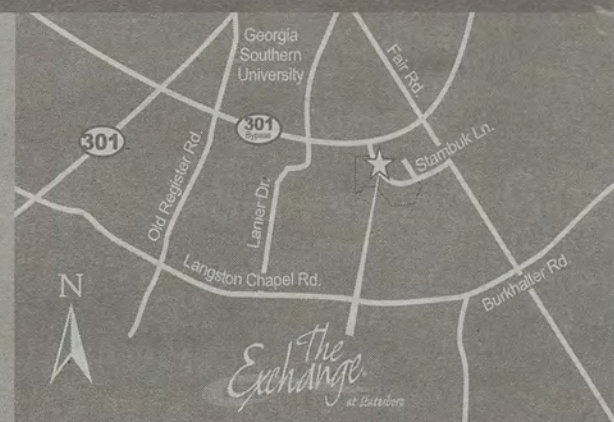 Georgia
Southern
University
Fair Rd.
301
301
Bypass
Stambuk Ln.
Old Register Rd.
Lanier Dr.
Langston Chapel Rd.
Burkhalter Rd.
N
The
Exchange
at Statesboro